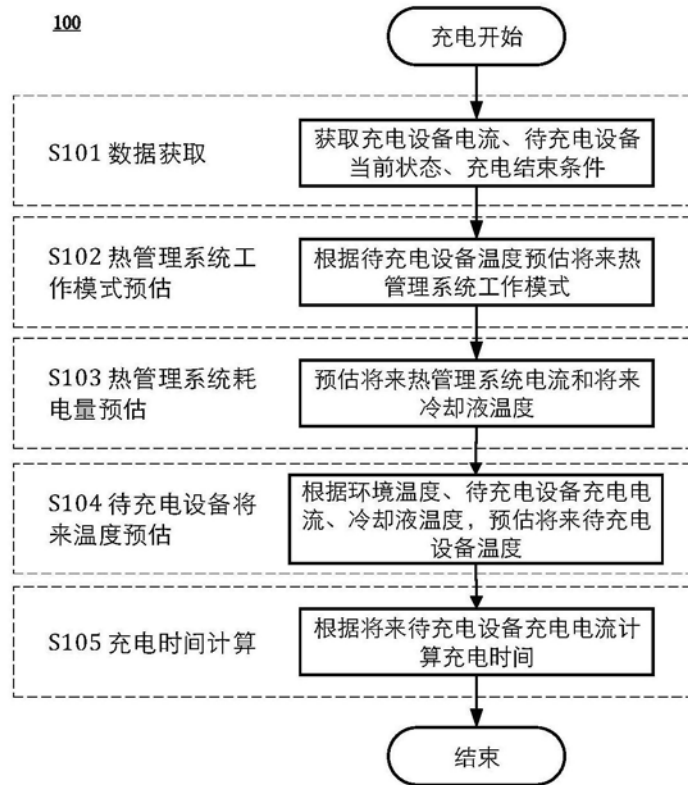 100
充电开始
S101 数据获取
获取充电设备电流、待充电设备
当前状态、充电结束条件
S102 热管理系统工
作模式预估
根据待充电设备温度预估将来热
管理系统工作模式
S103 热管理系统耗
电量预估
预估将来热管理系统电流和将来
冷却液温度
S104 待充电设备将
来温度预估
根据环境温度、待充电设备充电电
流、冷却液温度，预估将来待充电
设备温度
S105 充电时间计算
根据将来待充电设备充电电流计
算充电时间
结束